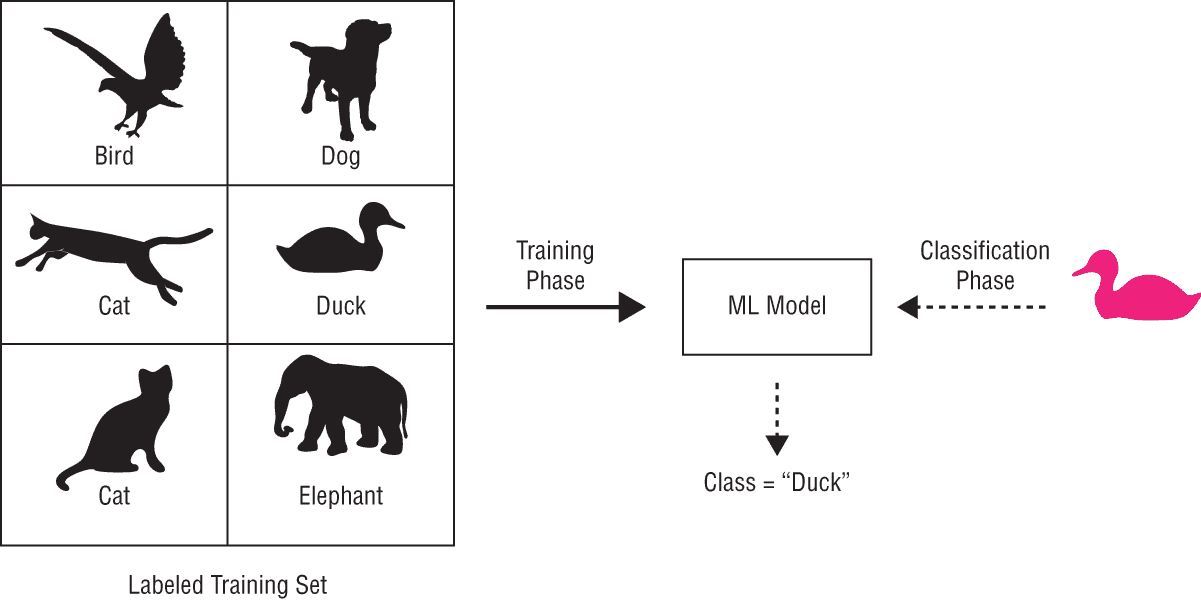 Bird
Dog
Cat
Duck
Cat
Elephant
Labeled Training Set
Training
Phase
ML Model
Classification
Phase
Class = “Duck”